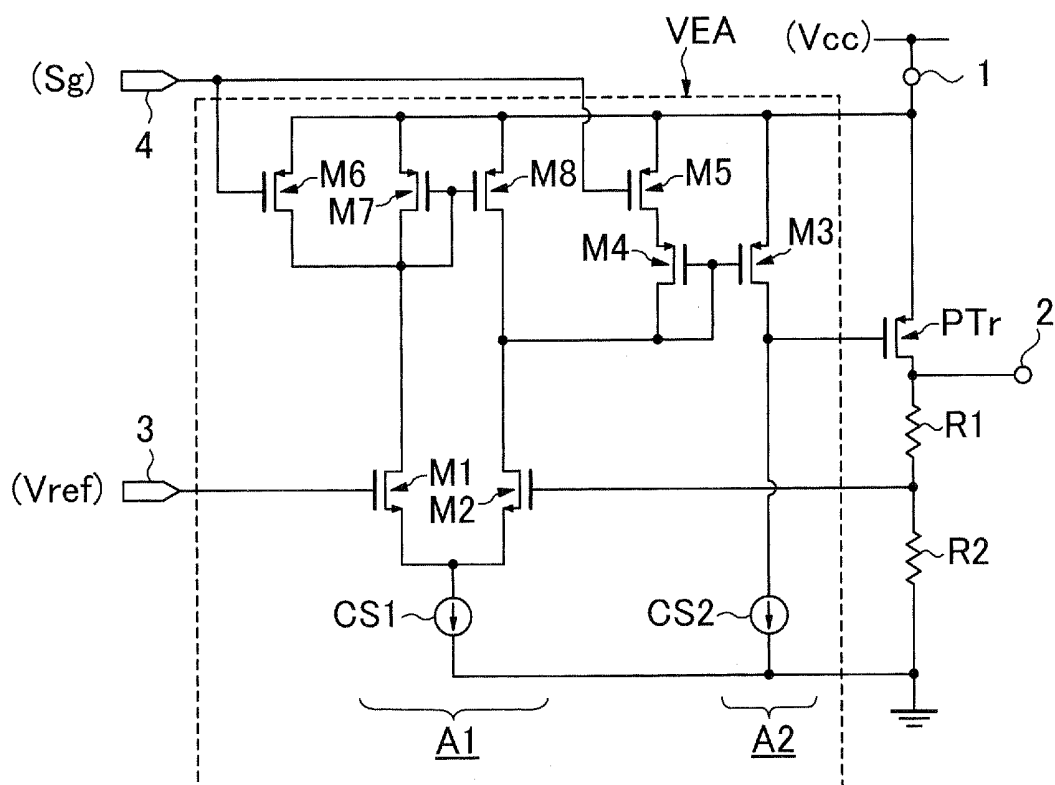 VEA
(Vcc)
1
(Sg)
4
M6
M7
M8
M5
M4
M3
PTr
2
R1
3
(Vref)
M1
M2
R2
CS1
CS2
A1
A2